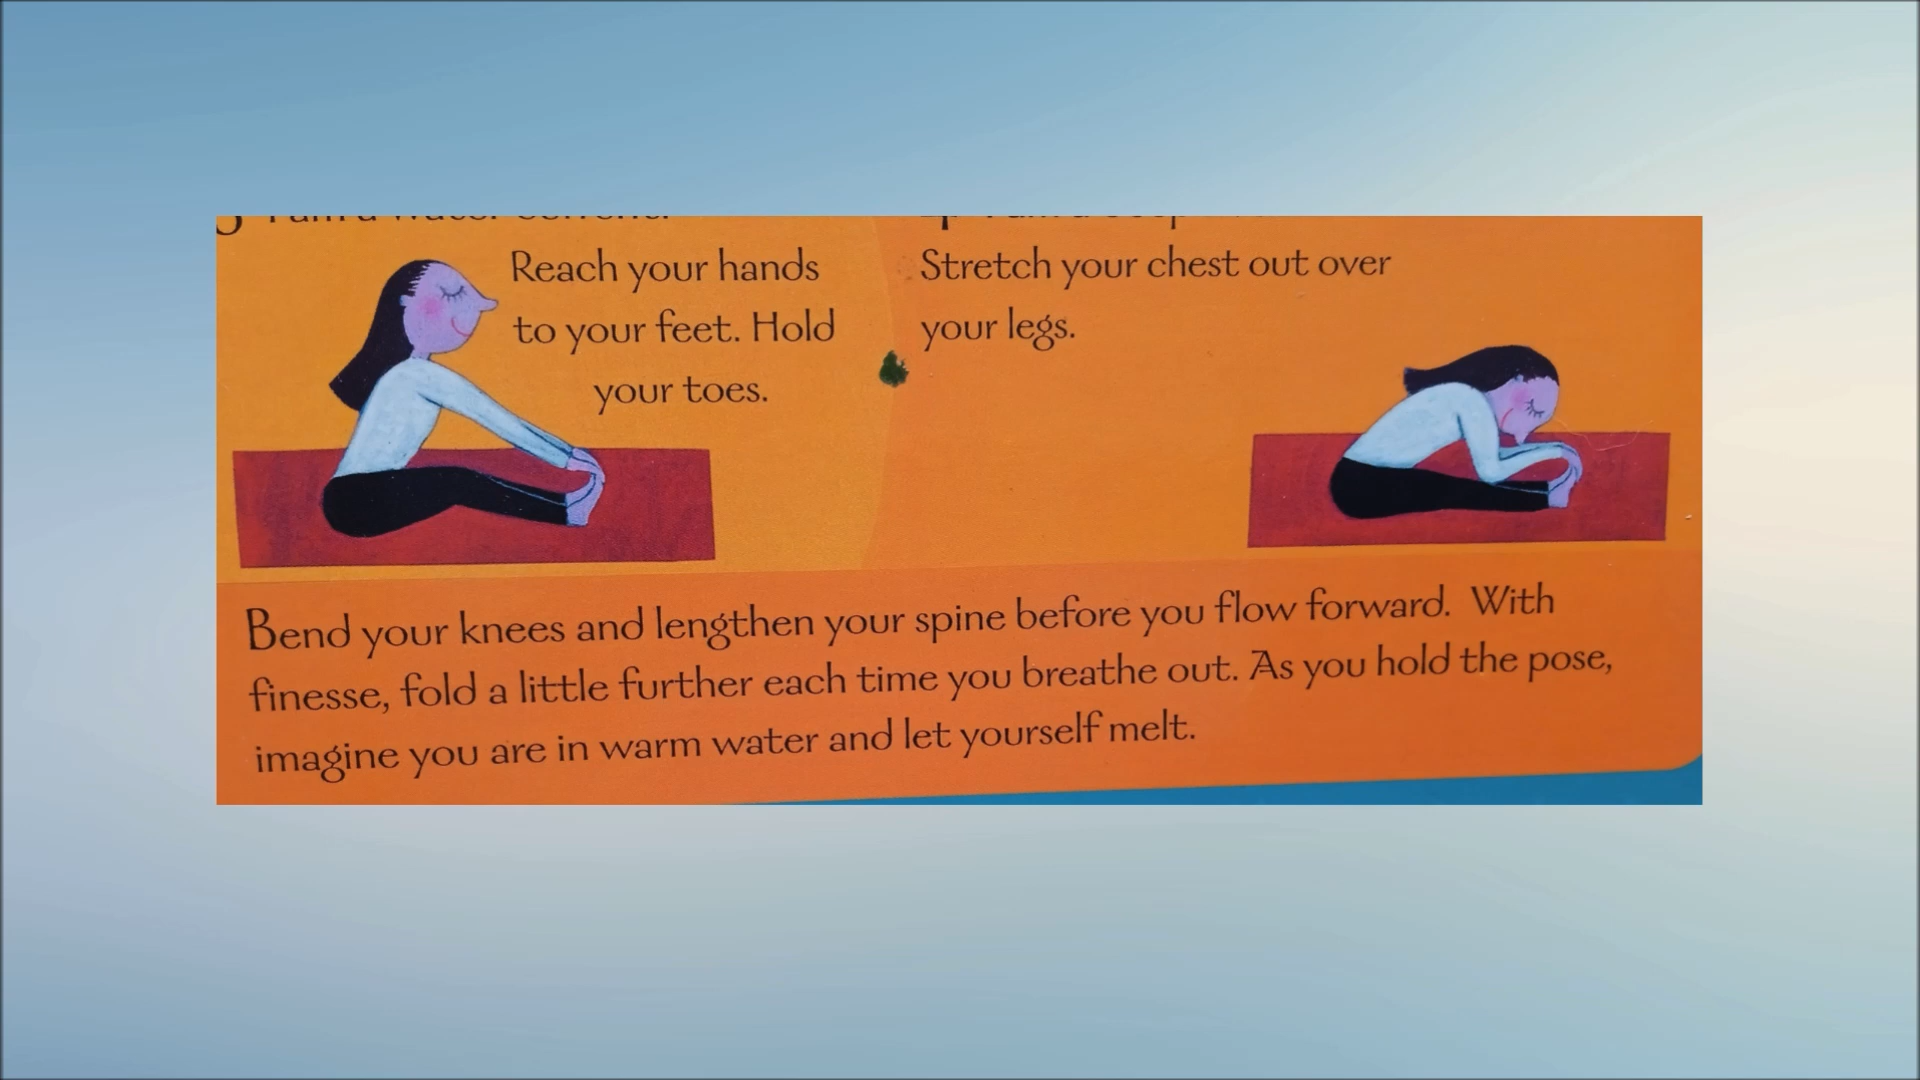 Reach your hands
to your feet. Hold
your toes.
Stretch your chest out over
your legs.
Bend your knees and lengthen your spine before you flow forward. With
finesse, fold a little further each time you breathe out. As you hold the pose,
imagine you are in warm water and let yourself melt.